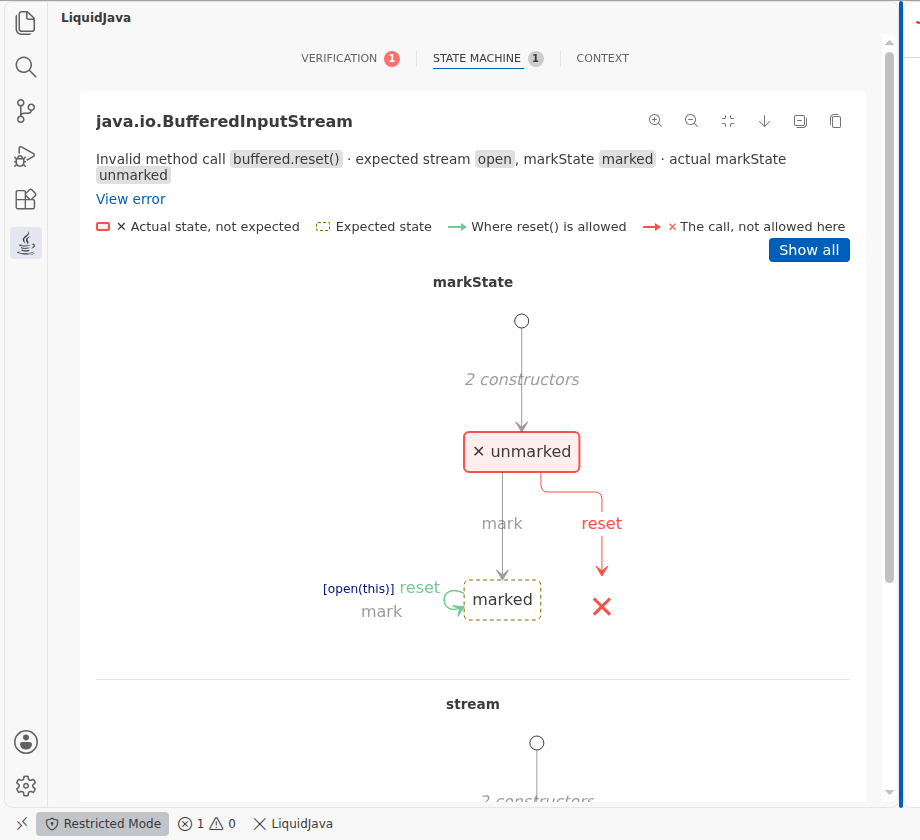 LiquidJava
VERIFICATION 1 STATE MACHINE 1 CONTEXT
java.io.BufferedInputStream
Invalid method call buffered.reset() · expected stream open, markState marked · actual markState
unmarked
View error
✕ Actual state, not expected Expected state Where reset() is allowed ✕ The call, not allowed here
Show all
markState
2 constructors
✕ unmarked
mark reset
[open(this)] reset
mark
marked
stream
2 constructors
Restricted Mode 1 0 LiquidJava